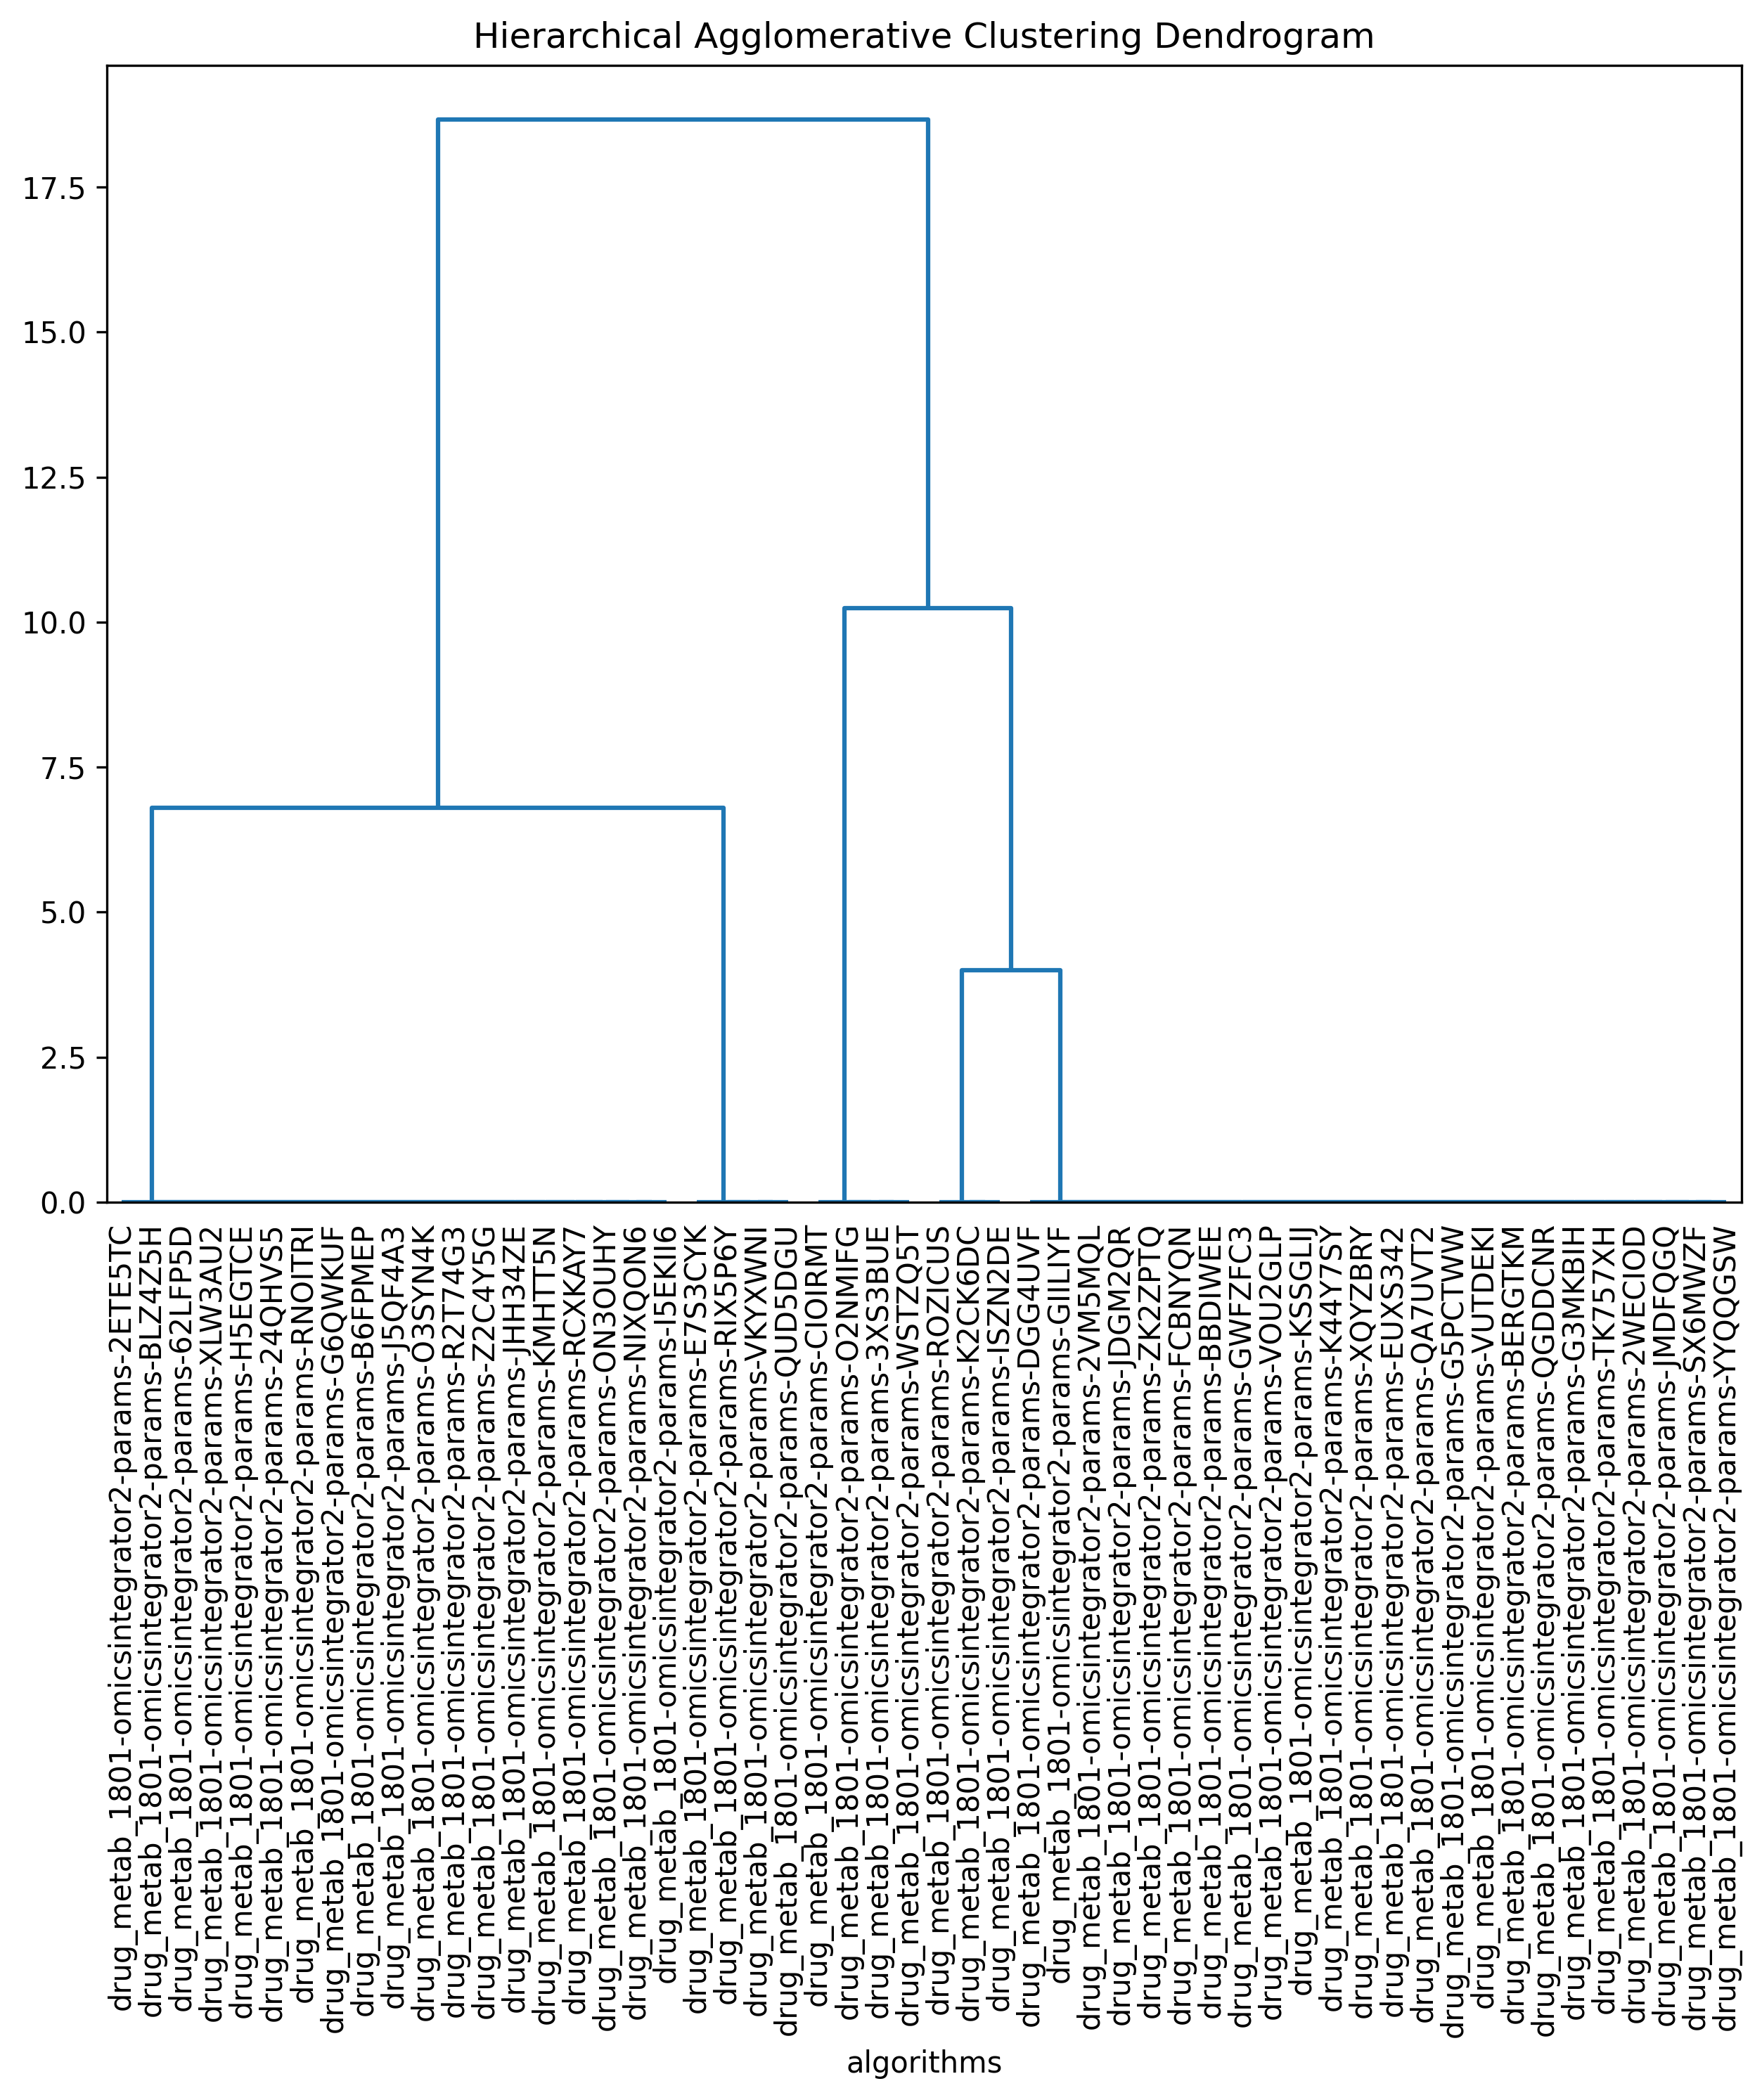 Hierarchical Agglomerative Clustering Dendrogram
17.5
15.0
12.5
10.0
7.5
5.0
2.5
0.0
drug_metab_1801-omicsintegrator2-params-2ETE5TC
drug_metab_1801-omicsintegrator2-params-BLZ4Z5H
drug_metab_1801-omicsintegrator2-params-62LFP5D
drug_metab_1801-omicsintegrator2-params-XLW3AU2
drug_metab_1801-omicsintegrator2-params-H5EGTCE
drug_metab_1801-omicsintegrator2-params-24QHVS5
drug_metab_1801-omicsintegrator2-params-RNOITRI
drug_metab_1801-omicsintegrator2-params-G6QWKUF
drug_metab_1801-omicsintegrator2-params-B6FPMEP
drug_metab_1801-omicsintegrator2-params-J5QF4A3
drug_metab_1801-omicsintegrator2-params-O3SYN4K
drug_metab_1801-omicsintegrator2-params-R2T74G3
drug_metab_1801-omicsintegrator2-params-Z2C4Y5G
drug_metab_1801-omicsintegrator2-params-JHH34ZE
drug_metab_1801-omicsintegrator2-params-KMHTT5N
drug_metab_1801-omicsintegrator2-params-RCXKAY7
drug_metab_1801-omicsintegrator2-params-ON3OUHY
drug_metab_1801-omicsintegrator2-params-NIXQON6
drug_metab_1801-omicsintegrator2-params-I5EKII6
drug_metab_1801-omicsintegrator2-params-E7S3CYK
drug_metab_1801-omicsintegrator2-params-RIX5P6Y
drug_metab_1801-omicsintegrator2-params-VKYXWNI
drug_metab_1801-omicsintegrator2-params-QUD5DGU
drug_metab_1801-omicsintegrator2-params-CIOIRMT
drug_metab_1801-omicsintegrator2-params-O2NMIFG
drug_metab_1801-omicsintegrator2-params-3XS3BUE
drug_metab_1801-omicsintegrator2-params-WSTZQ5T
drug_metab_1801-omicsintegrator2-params-ROZICUS
drug_metab_1801-omicsintegrator2-params-K2CK6DC
drug_metab_1801-omicsintegrator2-params-ISZN2DE
drug_metab_1801-omicsintegrator2-params-DGG4UVF
drug_metab_1801-omicsintegrator2-params-GIILIYF
drug_metab_1801-omicsintegrator2-params-2VM5MQL
drug_metab_1801-omicsintegrator2-params-JDGM2QR
drug_metab_1801-omicsintegrator2-params-ZK2ZPTQ
drug_metab_1801-omicsintegrator2-params-FCBNYQN
drug_metab_1801-omicsintegrator2-params-BBDIWEE
drug_metab_1801-omicsintegrator2-params-GWFZFC3
drug_metab_1801-omicsintegrator2-params-VOU2GLP
drug_metab_1801-omicsintegrator2-params-KSSGLIJ
drug_metab_1801-omicsintegrator2-params-K44Y7SY
drug_metab_1801-omicsintegrator2-params-XQYZBRY
drug_metab_1801-omicsintegrator2-params-EUXS342
drug_metab_1801-omicsintegrator2-params-QA7UVT2
drug_metab_1801-omicsintegrator2-params-G5PCTWW
drug_metab_1801-omicsintegrator2-params-VUTDEKI
drug_metab_1801-omicsintegrator2-params-BERGTKM
drug_metab_1801-omicsintegrator2-params-QGDDCNR
drug_metab_1801-omicsintegrator2-params-G3MKBIH
drug_metab_1801-omicsintegrator2-params-TK757XH
drug_metab_1801-omicsintegrator2-params-2WECIOD
drug_metab_1801-omicsintegrator2-params-JMDFQGQ
drug_metab_1801-omicsintegrator2-params-SX6MWZF
drug_metab_1801-omicsintegrator2-params-YYQQGSW
algorithms